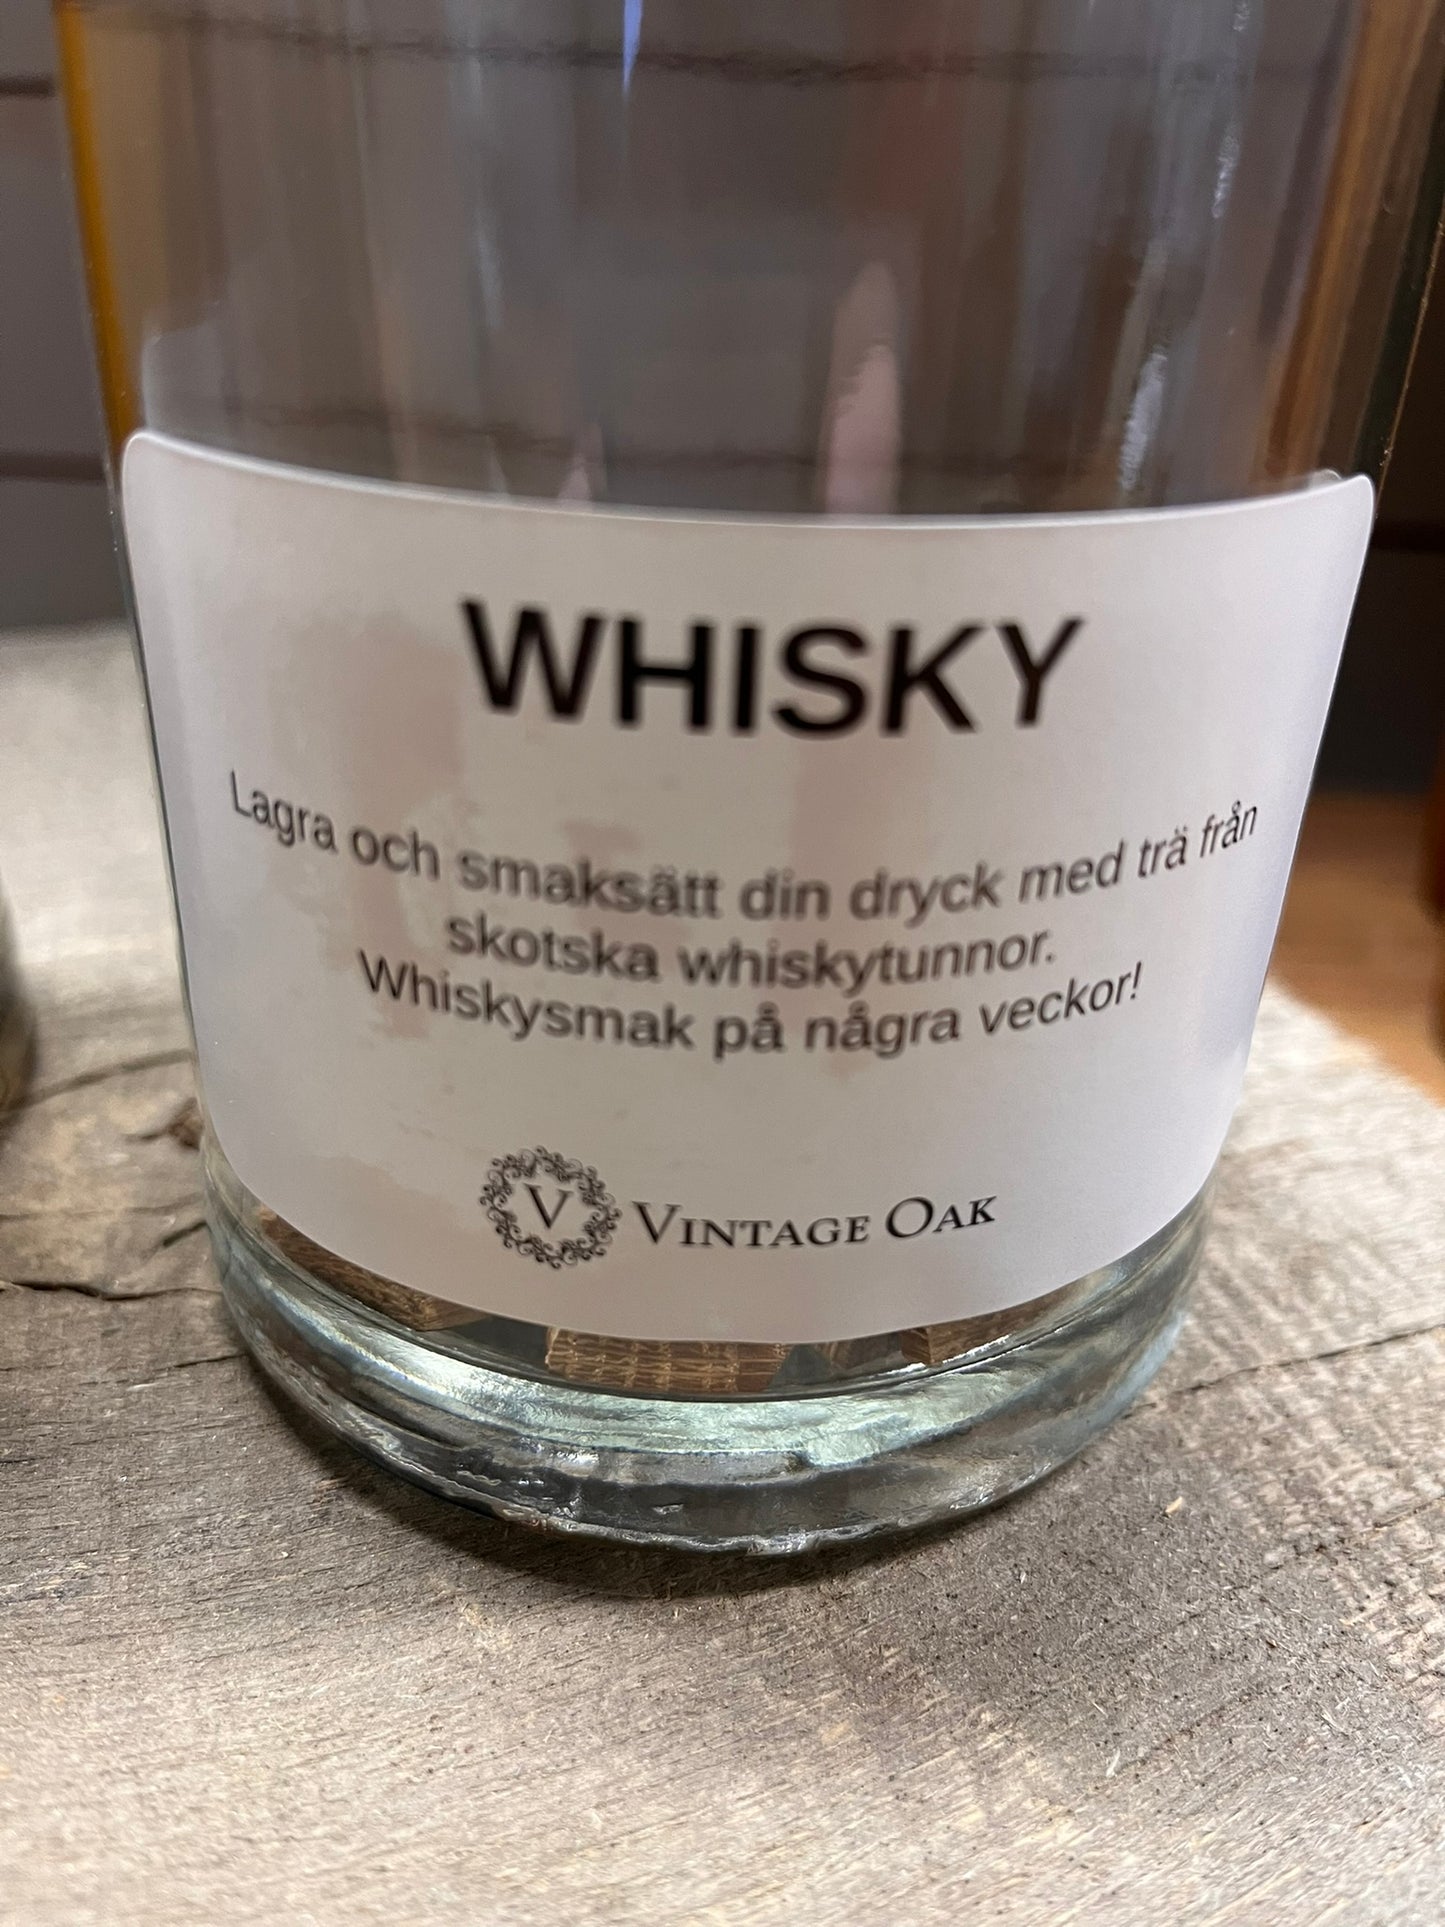 WHISKY
Lagra och smaksätt din dryck med trä från
skotska whiskytunnor.
Whiskysmak på några veckor!
V VINTAGE OAK